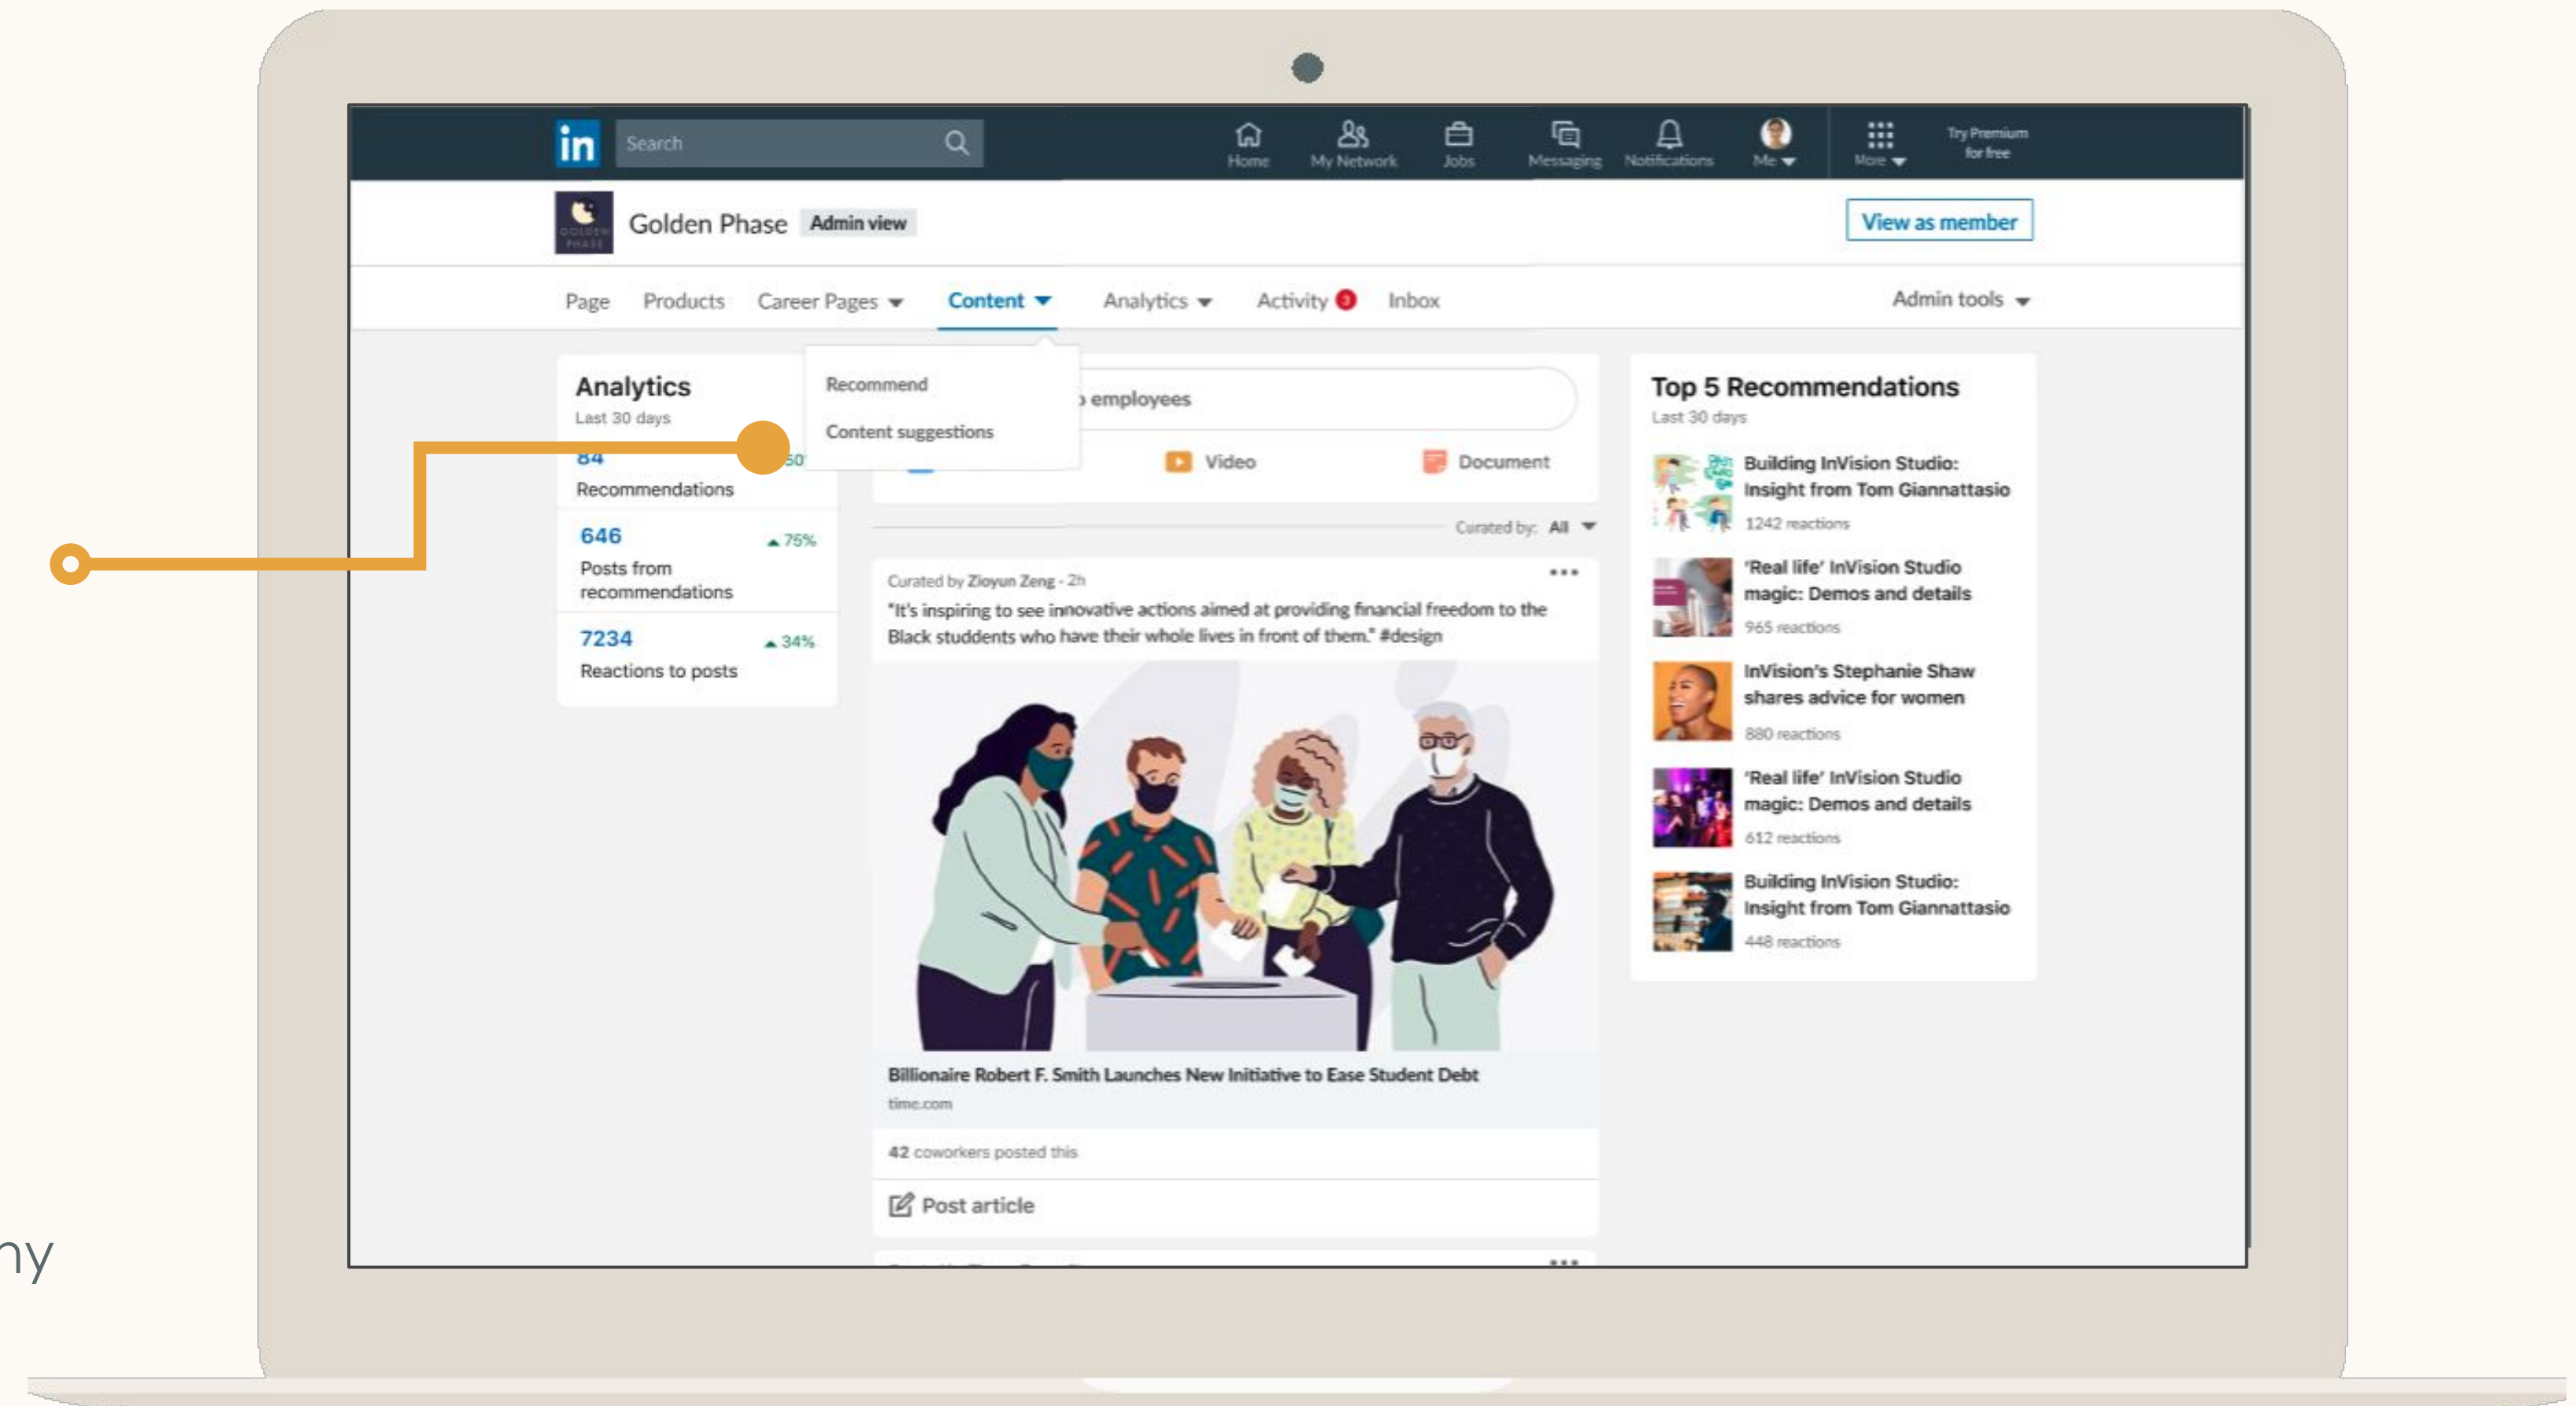 in
Search
Home
My Network
Jobs
Messaging
Notifications
Me
More
Try Premium
for free
GOLDEN
PHASE
Golden Phase
Admin view
View as member
Page
Products
Career Pages
Content
Analytics
Activity 3
Inbox
Admin tools
Recommend
Content suggestions
Analytics
Last 30 days
84
Recommendations
646
75%
Posts from
recommendations
7234
34%
Reactions to posts
employees
Video
Document
Curated by: All
Curated by Zioyun Zeng - 2h
"It's inspiring to see innovative actions aimed at providing financial freedom to the
Black studdents who have their whole lives in front of them." #design
Billionaire Robert F. Smith Launches New Initiative to Ease Student Debt
time.com
42 coworkers posted this
Post article
Top 5 Recommendations
Last 30 days
Building InVision Studio:
Insight from Tom Giannattasio
1242 reactions
'Real life' InVision Studio
magic: Demos and details
965 reactions
InVision's Stephanie Shaw
shares advice for women
880 reactions
'Real life' InVision Studio
magic: Demos and details
612 reactions
Building InVision Studio:
Insight from Tom Giannattasio
448 reactions